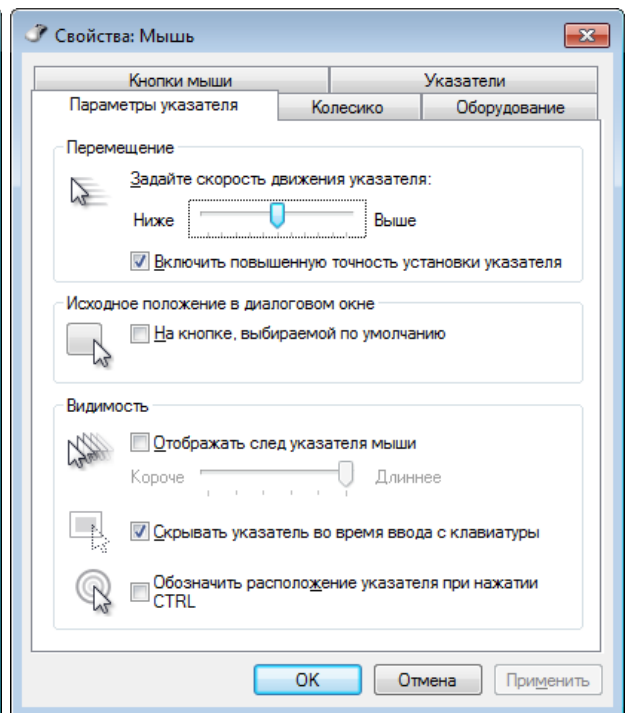 Свойства: Мышь
Кнопки мыши Указатели
Параметры указателя Колесико Оборудование
Перемещение
Задайте скорость движения указателя:
Ниже Выше
Включить повышенную точность установки указателя
Исходное положение в диалоговом окне
На кнопке, выбираемой по умолчанию
Видимость
Отображать след указателя мыши
Короче Длиннее
Скрывать указатель во время ввода с клавиатуры
Обозначить расположение указателя при нажатии
CTRL
OK Отмена Применить